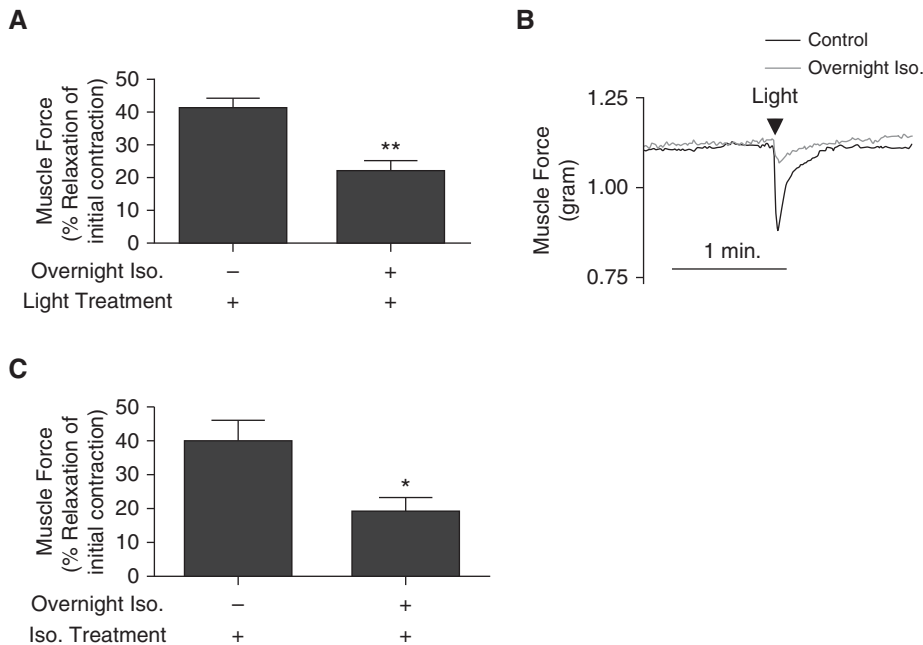 A
Muscle Force
(% Relaxation of
initial contraction)
50
40
30
20
10
0
**
Overnight Iso. – +
Light Treatment + +
B
Control
Overnight Iso.
Light
Muscle Force
(gram)
1.25
1.00
0.75
1 min.
C
Muscle Force
(% Relaxation of
initial contraction)
50
40
30
20
10
0
*
Overnight Iso. – +
Iso. Treatment + +